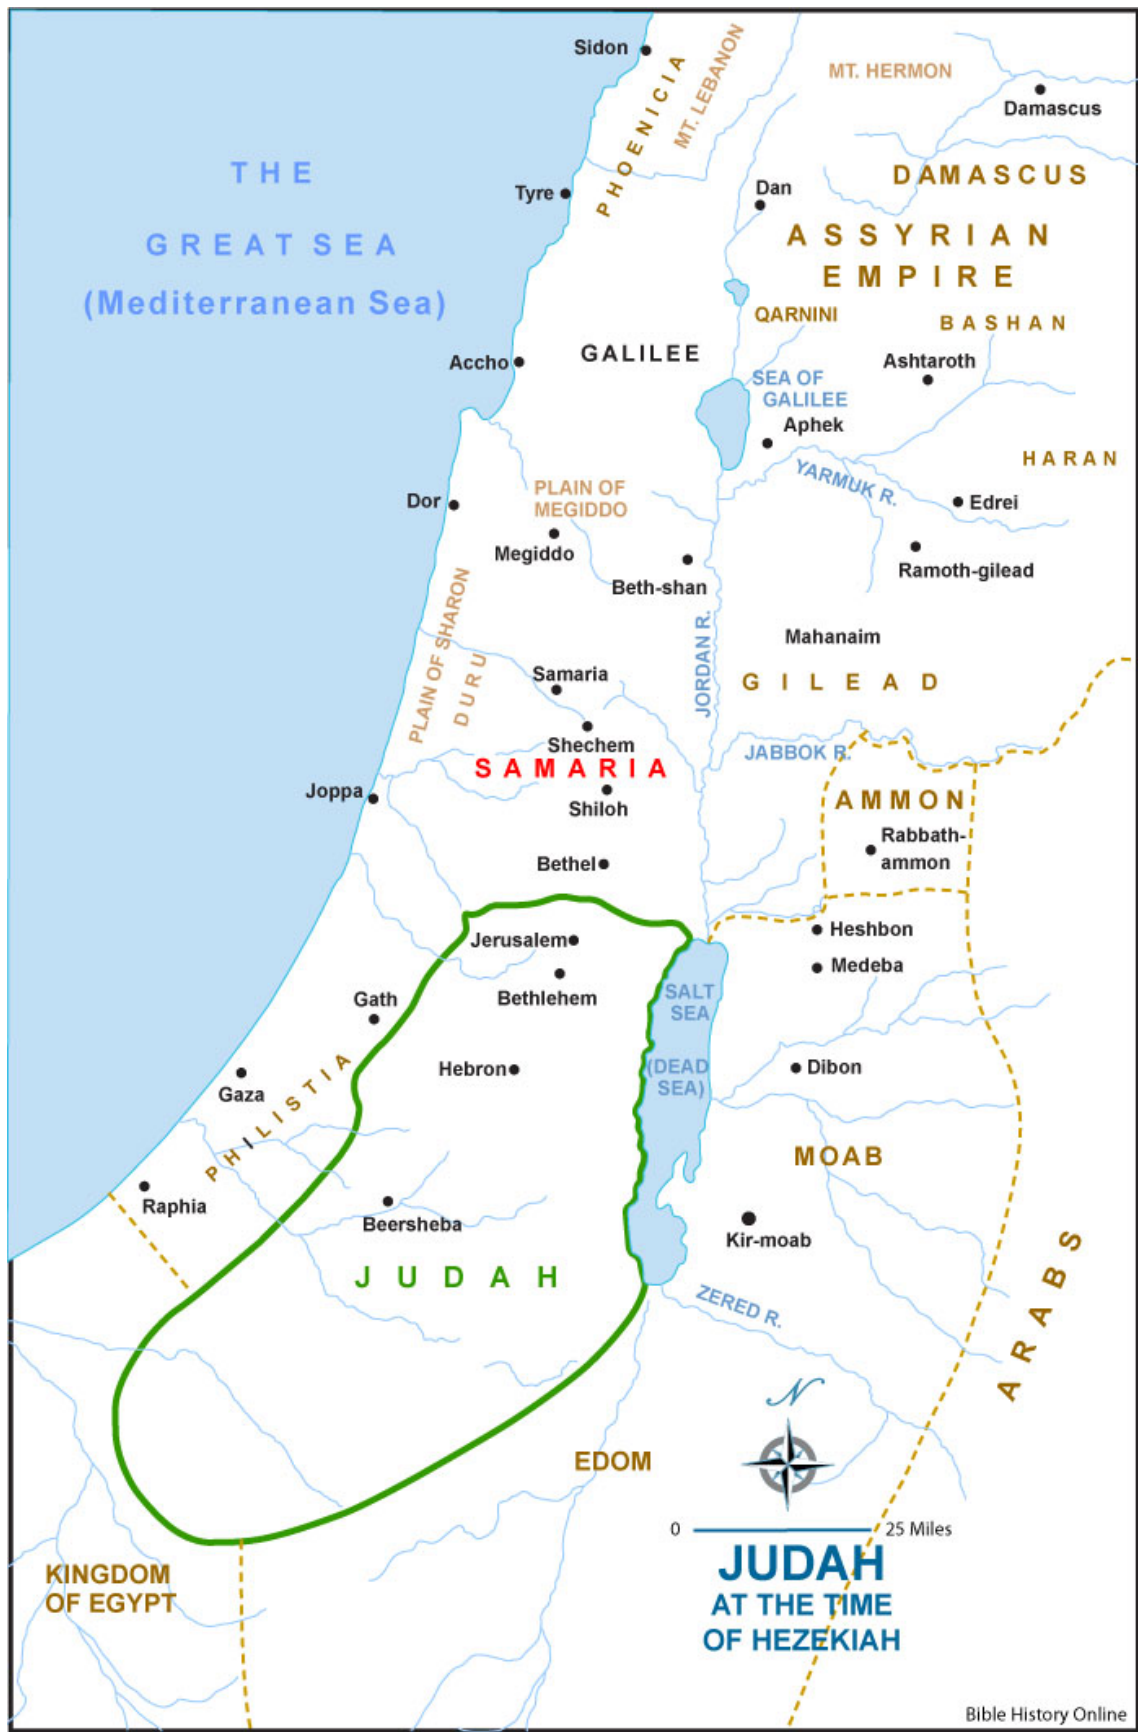 Sidon
PHOENICIA
MT. LEBANON
MT. HERMON
Damascus
THE
GREAT SEA
(Mediterranean Sea)
Tyre
Dan
DAMASCUS
ASSYRIAN
EMPIRE
QARNINI
BASHAN
Accho
GALILEE
Ashtaroth
SEA OF
GALILEE
Aphek
HARAN
YARMUK R.
Dor
PLAIN OF
MEGIDDO
Edrei
Megiddo
Beth-shan
Ramoth-gilead
PLAIN OF SHARON
DURU
JORDAN R.
Mahanaim
Samaria
GILEAD
Shechem
SAMARIA
JABBOK R.
Joppa
Shiloh
AMMON
Rabbath-
ammon
Bethel
Jerusalem
Heshbon
Medeba
Bethlehem
SALT
SEA
(DEAD
SEA)
Gath
Hebron
Dibon
Gaza
PHILISTIA
MOAB
Raphia
Beersheba
Kir-moab
JUDAH
ZERED R.
ARABS
N
EDOM
0
25 Miles
KINGDOM
OF EGYPT
JUDAH
AT THE TIME
OF HEZEKIAH
Bible History Online